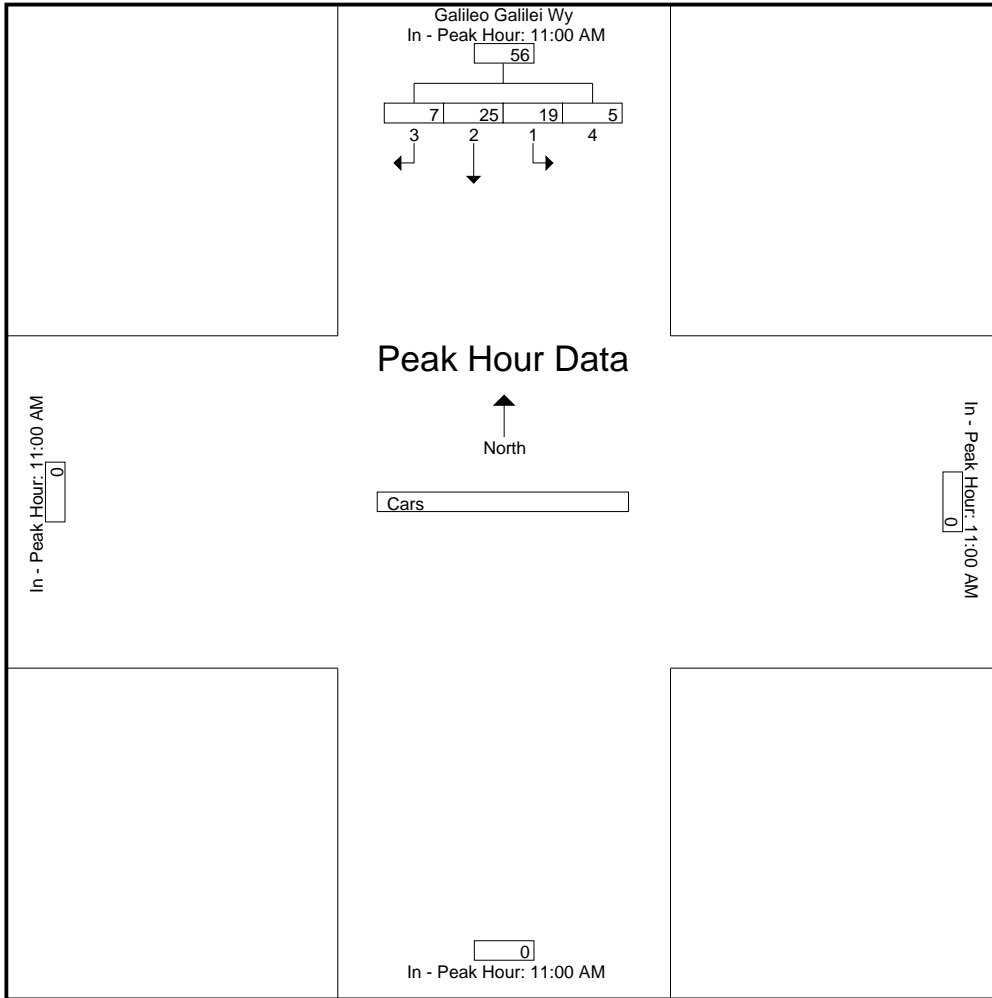 Galileo Galilei Wy
In - Peak Hour: 11:00 AM
56
7 25 19 5
3 2 1 4
Peak Hour Data
North
In - Peak Hour: 11:00 AM
0
Cars
0
In - Peak Hour: 11:00 AM
0
In - Peak Hour: 11:00 AM